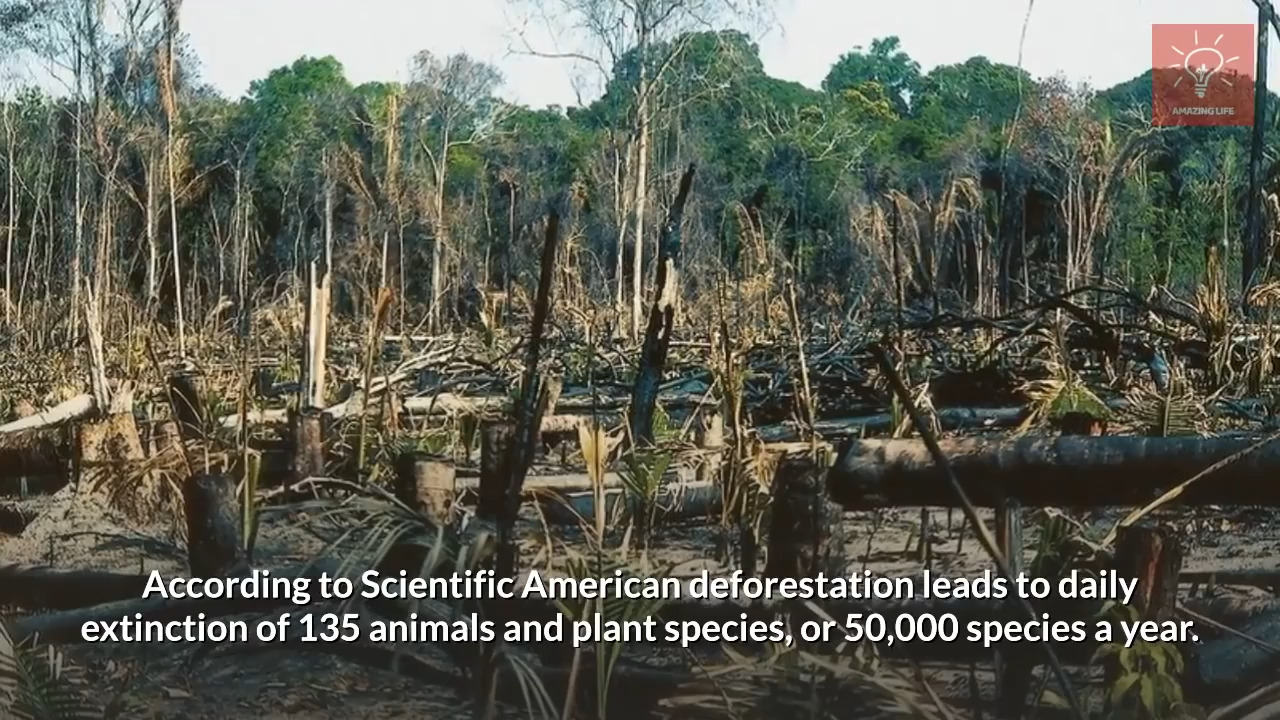 AMAZING LIFE
According to Scientific American deforestation leads to daily
extinction of 135 animals and plant species, or 50,000 species a year.